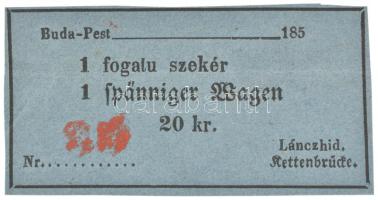 Buda-Pest 185
1 fogatu szekér
1 spänniger Wagen
20 kr.
Lánczhid.
Nr............. Kettenbrücke.